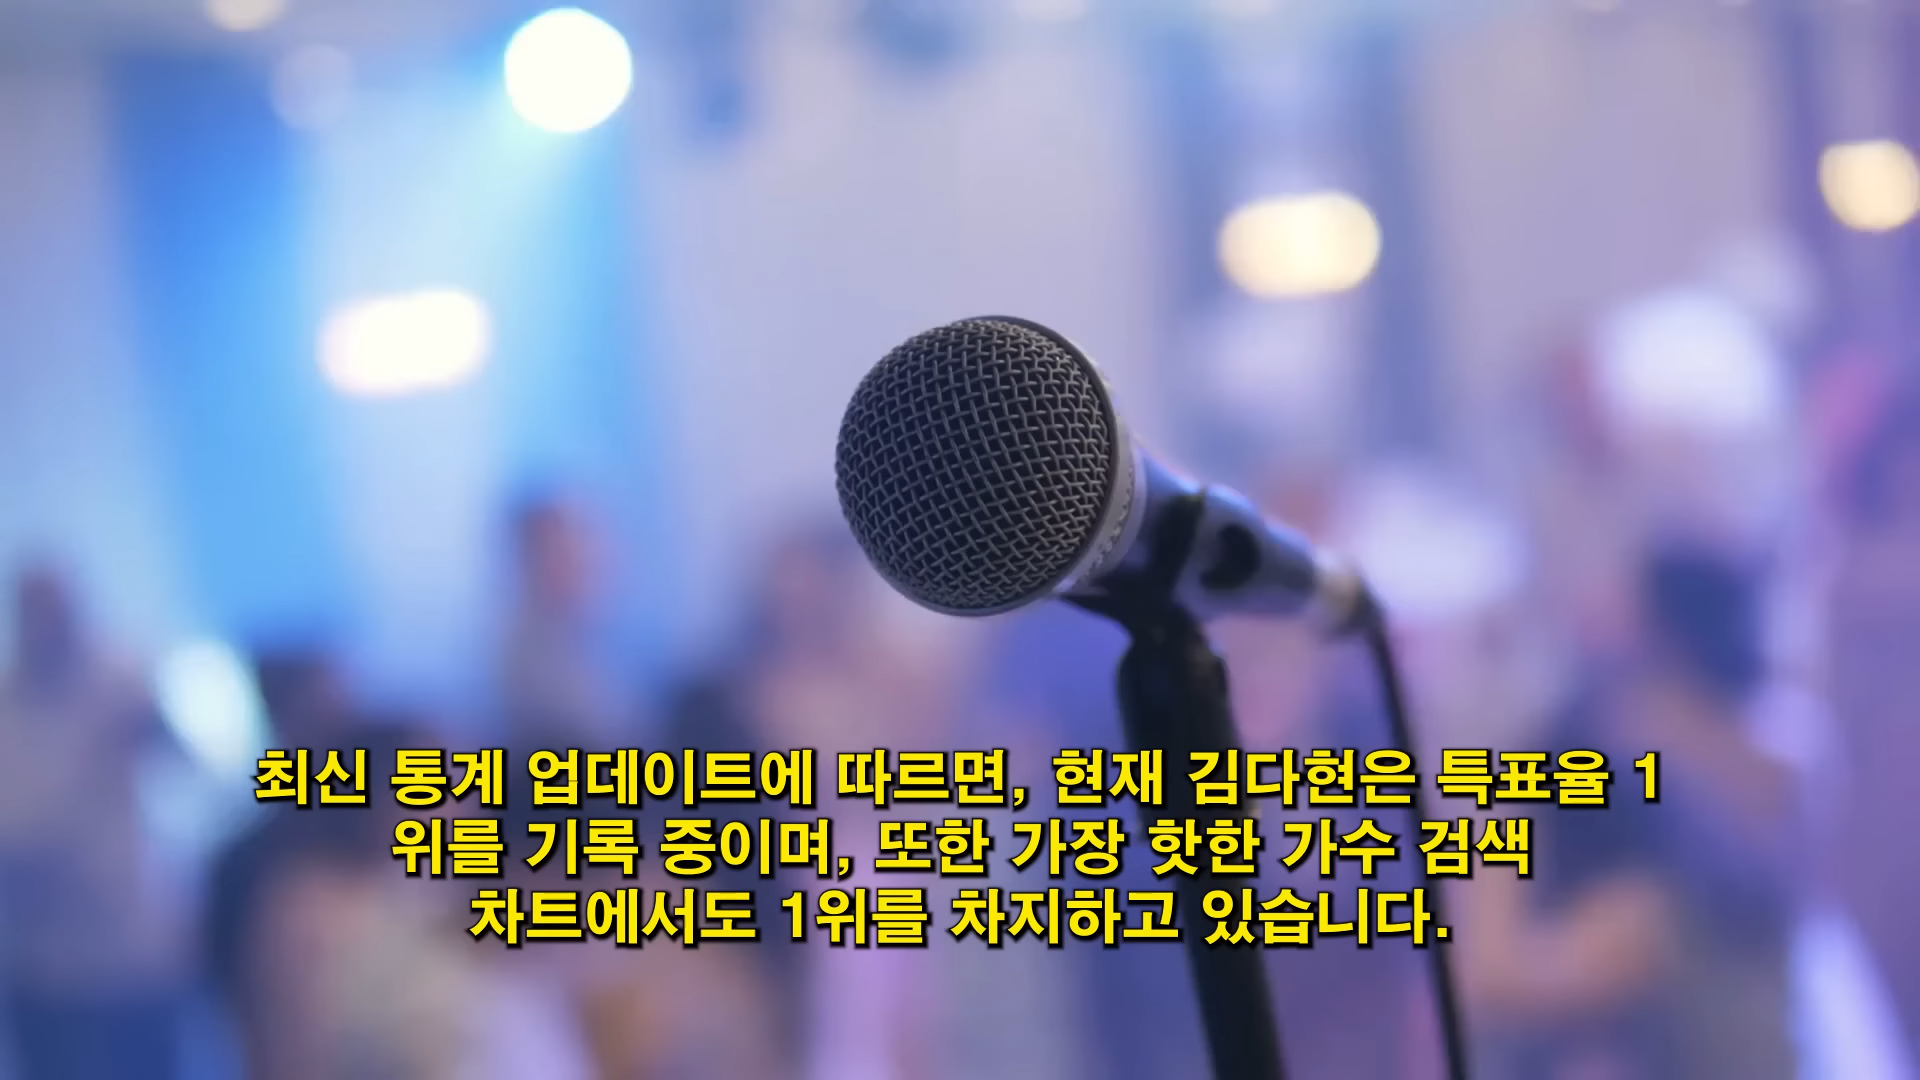 최신 통계 업데이트에 따르면, 현재 김다현은 득표율 1
위를 기록 중이며, 또한 가장 핫한 가수 검색
차트에서도 1위를 차지하고 있습니다.